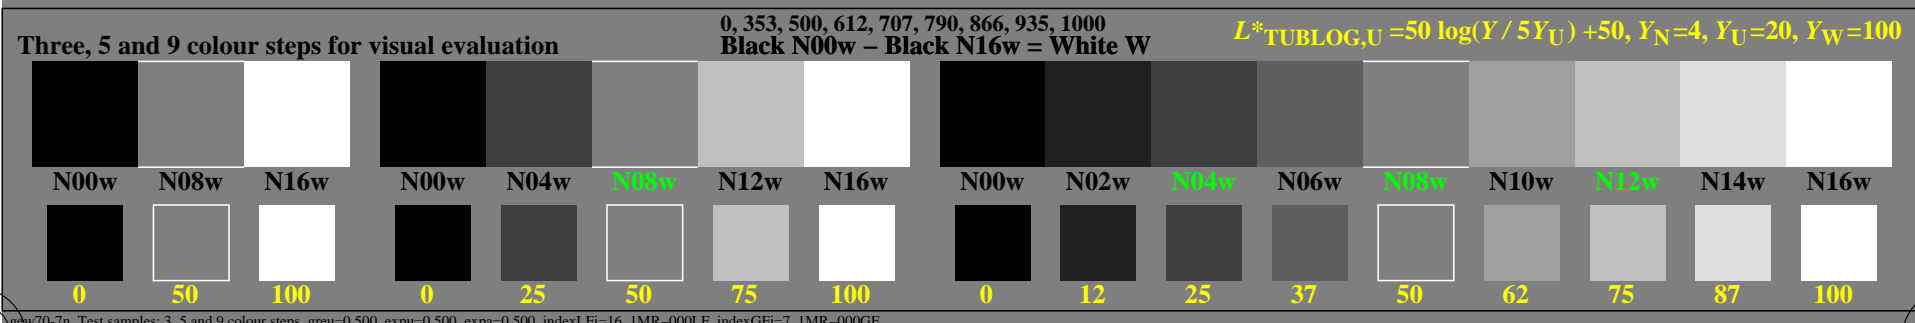 Three, 5 and 9 colour steps for visual evaluation
0, 353, 500, 612, 707, 790, 866, 935, 1000
Black N00w – Black N16w = White W
L*TUBLOG,U =50 log(Y / 5YU) +50, YN=4, YU=20, YW=100
N00w N08w N16w N00w N04w N08w N12w N16w N00w N02w N04w N06w N08w N10w N12w N14w N16w
0 50 100 0 25 50 75 100 0 12 25 37 50 62 75 87 100
gew70-7n, Test samples: 3, 5 and 9 colour steps, greu=0.500, expu=0.500, expa=0.500, indexLFi=16, 1MR–000LF, indexGFi=7, 1MR–000GF